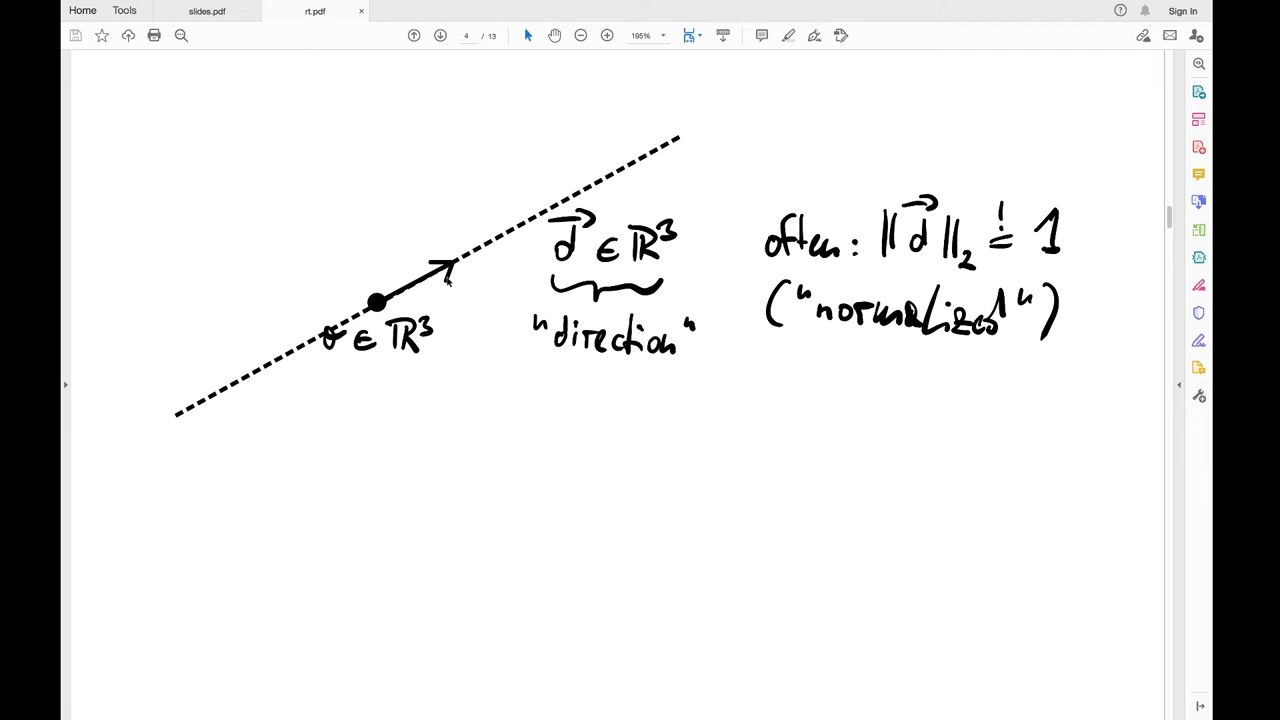 Home Tools slides.pdf rt.pdf × Sign In
4 / 13 195%
d⃗ ∈ ℝ³
"direction"
σ ∈ ℝ³
often: ‖d⃗‖₂ =! 1
("normalized")